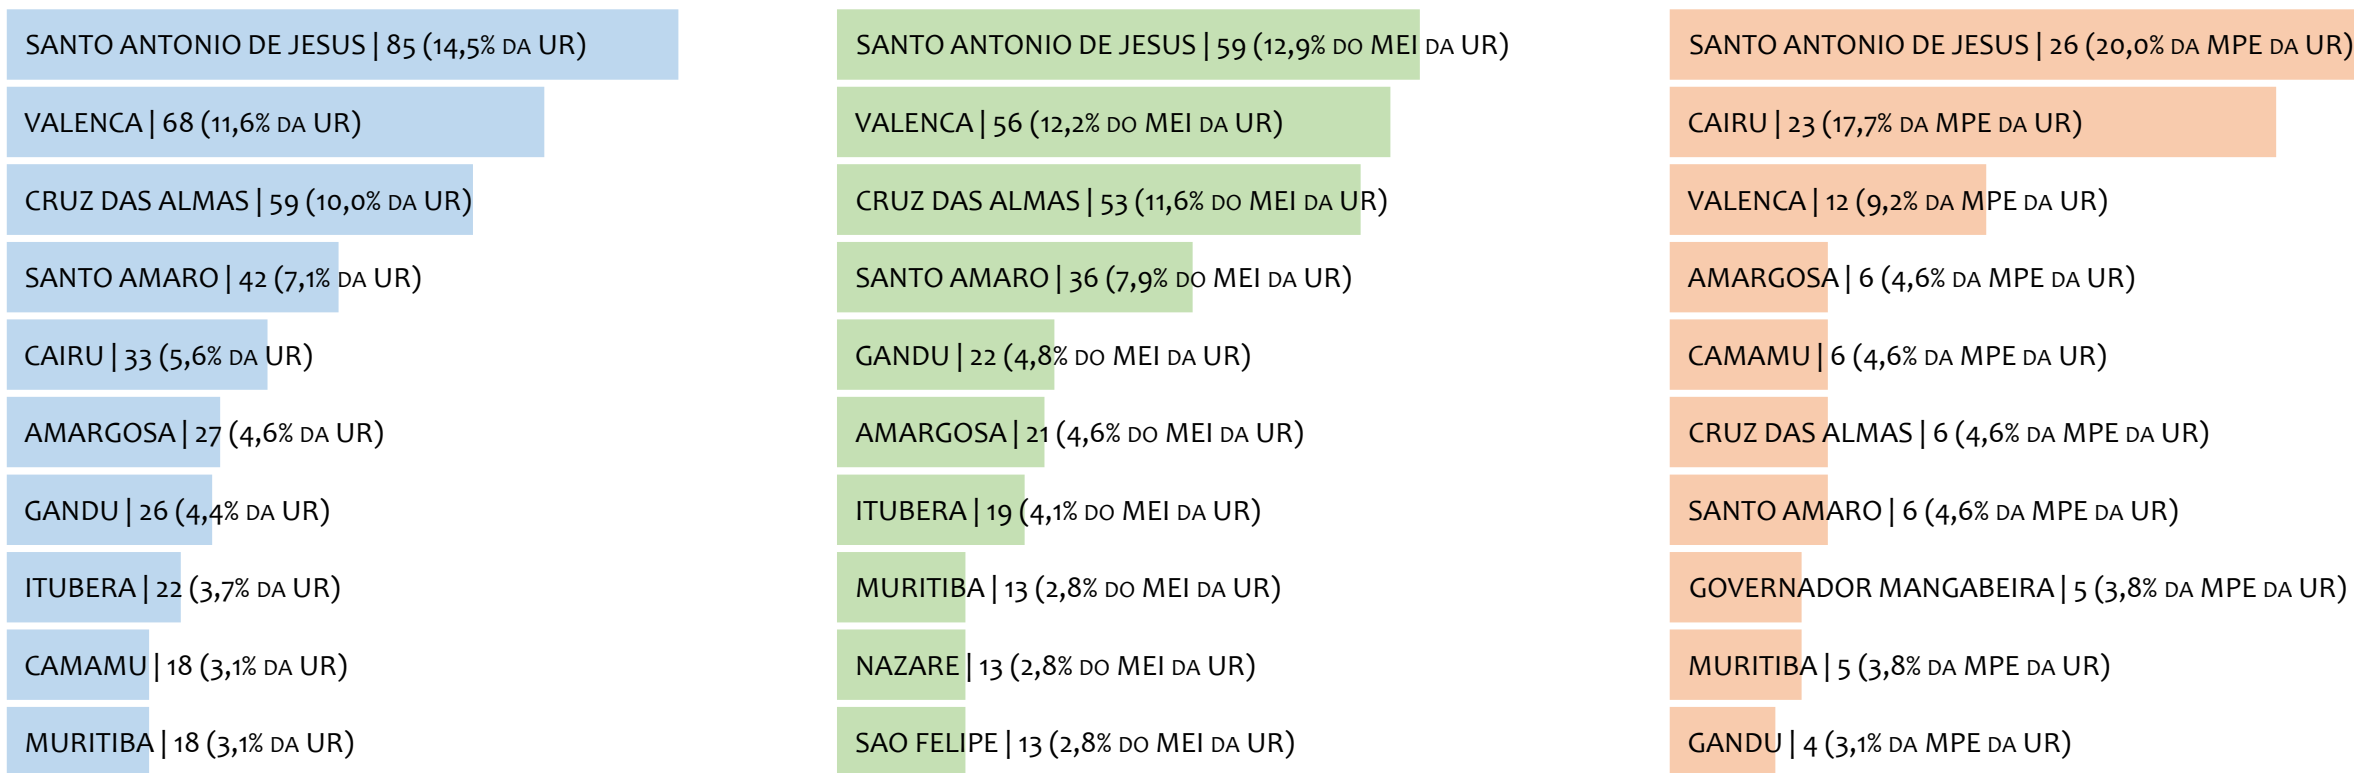 SANTO ANTONIO DE JESUS | 85 (14,5% DA UR)
VALENCA | 68 (11,6% DA UR)
CRUZ DAS ALMAS | 59 (10,0% DA UR)
SANTO AMARO | 42 (7,1% DA UR)
CAIRU | 33 (5,6% DA UR)
AMARGOSA | 27 (4,6% DA UR)
GANDU | 26 (4,4% DA UR)
ITUBERA | 22 (3,7% DA UR)
CAMAMU | 18 (3,1% DA UR)
MURITIBA | 18 (3,1% DA UR)
SANTO ANTONIO DE JESUS | 59 (12,9% DO MEI DA UR)
VALENCA | 56 (12,2% DO MEI DA UR)
CRUZ DAS ALMAS | 53 (11,6% DO MEI DA UR)
SANTO AMARO | 36 (7,9% DO MEI DA UR)
GANDU | 22 (4,8% DO MEI DA UR)
AMARGOSA | 21 (4,6% DO MEI DA UR)
ITUBERA | 19 (4,1% DO MEI DA UR)
MURITIBA | 13 (2,8% DO MEI DA UR)
NAZARE | 13 (2,8% DO MEI DA UR)
SAO FELIPE | 13 (2,8% DO MEI DA UR)
SANTO ANTONIO DE JESUS | 26 (20,0% DA MPE DA UR)
CAIRU | 23 (17,7% DA MPE DA UR)
VALENCA | 12 (9,2% DA MPE DA UR)
AMARGOSA | 6 (4,6% DA MPE DA UR)
CAMAMU | 6 (4,6% DA MPE DA UR)
CRUZ DAS ALMAS | 6 (4,6% DA MPE DA UR)
SANTO AMARO | 6 (4,6% DA MPE DA UR)
GOVERNADOR MANGABEIRA | 5 (3,8% DA MPE DA UR)
MURITIBA | 5 (3,8% DA MPE DA UR)
GANDU | 4 (3,1% DA MPE DA UR)